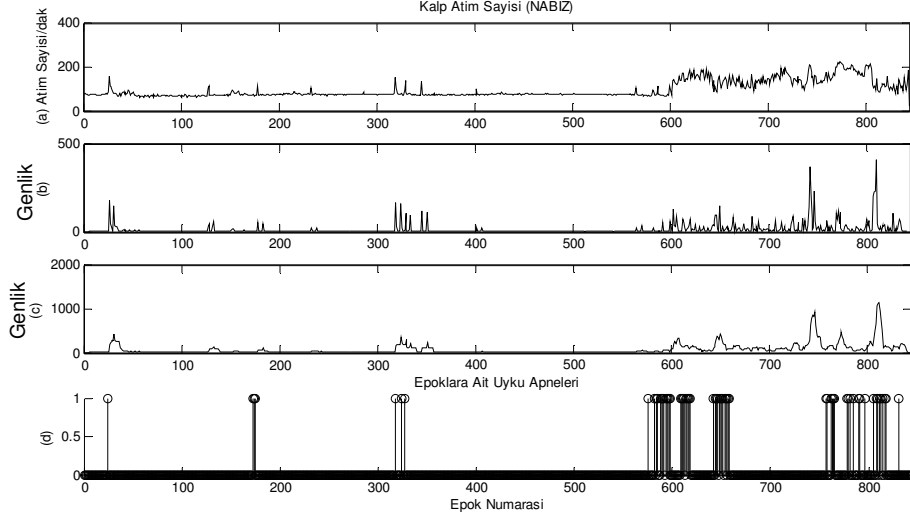 Kalp Atim Sayisi (NABIZ)
(a) Atim Sayisi/dak
400
200
0
0 100 200 300 400 500 600 700 800
Genlik
(b)
500
0
0 100 200 300 400 500 600 700 800
Genlik
(c)
2000
1000
0
0 100 200 300 400 500 600 700 800
Epoklara Ait Uyku Apneleri
(d)
1
0.5
0
0 100 200 300 400 500 600 700 800
Epok Numarasi